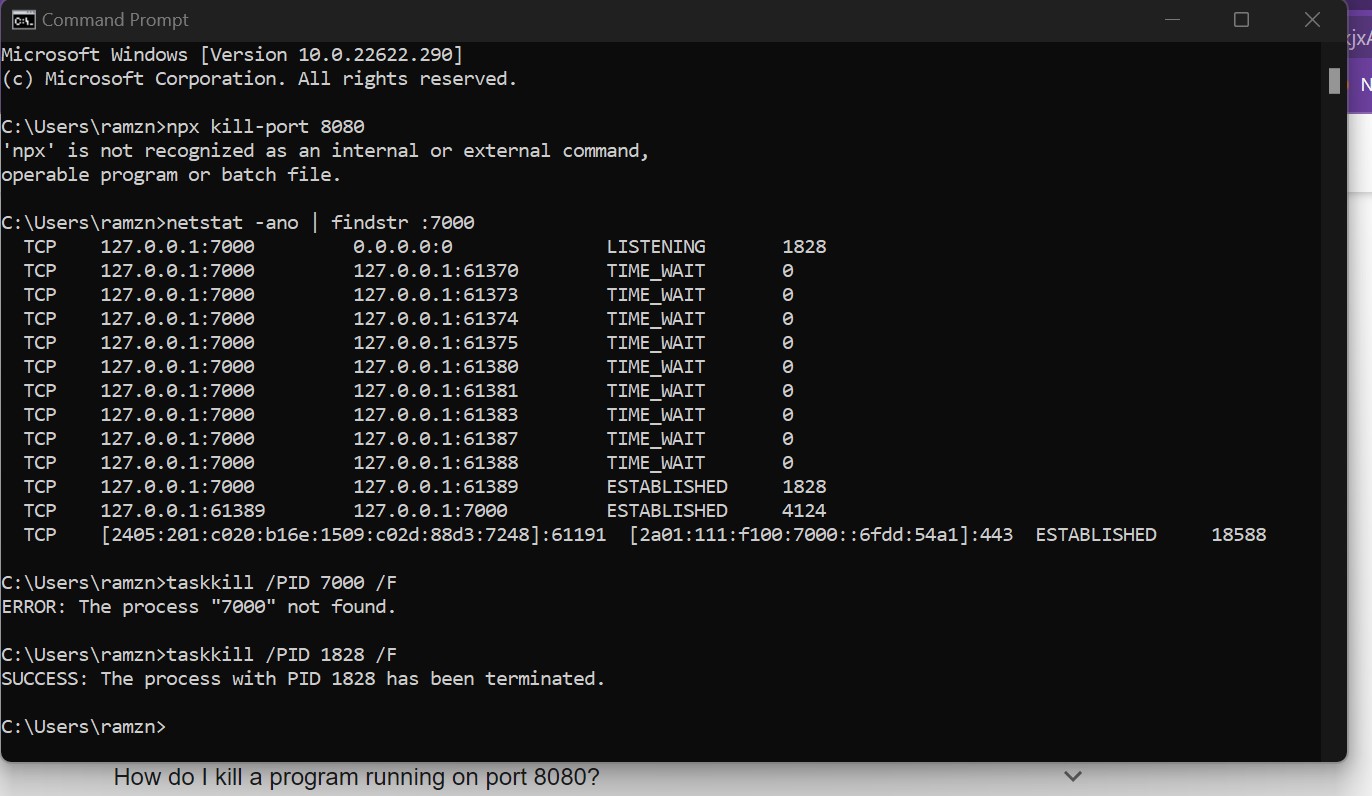 Command Prompt
Microsoft Windows [Version 10.0.22622.290]
(c) Microsoft Corporation. All rights reserved.
C:\Users\ramzn>npx kill-port 8080
'npx' is not recognized as an internal or external command,
operable program or batch file.
C:\Users\ramzn>netstat -ano | findstr :7000
TCP    127.0.0.1:7000         0.0.0.0:0              LISTENING       1828
TCP    127.0.0.1:7000         127.0.0.1:61370        TIME_WAIT       0
TCP    127.0.0.1:7000         127.0.0.1:61373        TIME_WAIT       0
TCP    127.0.0.1:7000         127.0.0.1:61374        TIME_WAIT       0
TCP    127.0.0.1:7000         127.0.0.1:61375        TIME_WAIT       0
TCP    127.0.0.1:7000         127.0.0.1:61380        TIME_WAIT       0
TCP    127.0.0.1:7000         127.0.0.1:61381        TIME_WAIT       0
TCP    127.0.0.1:7000         127.0.0.1:61383        TIME_WAIT       0
TCP    127.0.0.1:7000         127.0.0.1:61387        TIME_WAIT       0
TCP    127.0.0.1:7000         127.0.0.1:61388        TIME_WAIT       0
TCP    127.0.0.1:7000         127.0.0.1:61389        ESTABLISHED     1828
TCP    127.0.0.1:61389        127.0.0.1:7000         ESTABLISHED     4124
TCP    [2405:201:c020:b16e:1509:c02d:88d3:7248]:61191  [2a01:111:f100:7000::6fdd:54a1]:443  ESTABLISHED     18588
C:\Users\ramzn>taskkill /PID 7000 /F
ERROR: The process "7000" not found.
C:\Users\ramzn>taskkill /PID 1828 /F
SUCCESS: The process with PID 1828 has been terminated.
C:\Users\ramzn>
How do I kill a program running on port 8080?